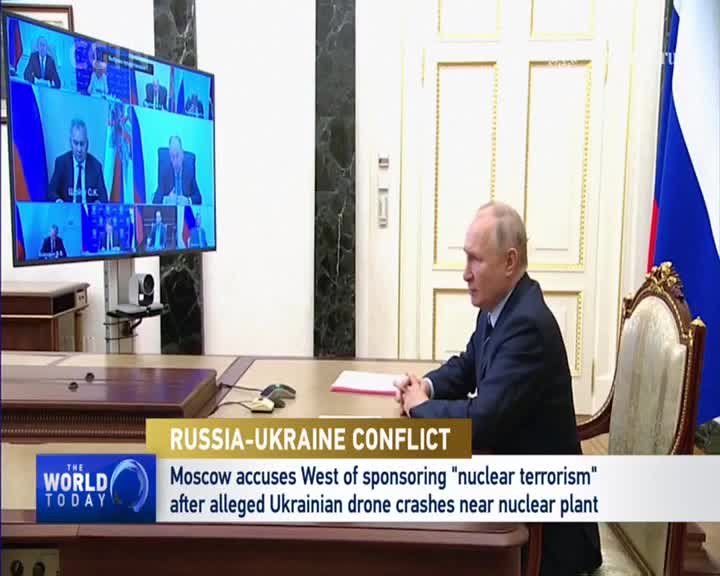 Шойгу С.К.
RUSSIA-UKRAINE CONFLICT
THE
WORLD
TODAY
Moscow accuses West of sponsoring "nuclear terrorism"
after alleged Ukrainian drone crashes near nuclear plant